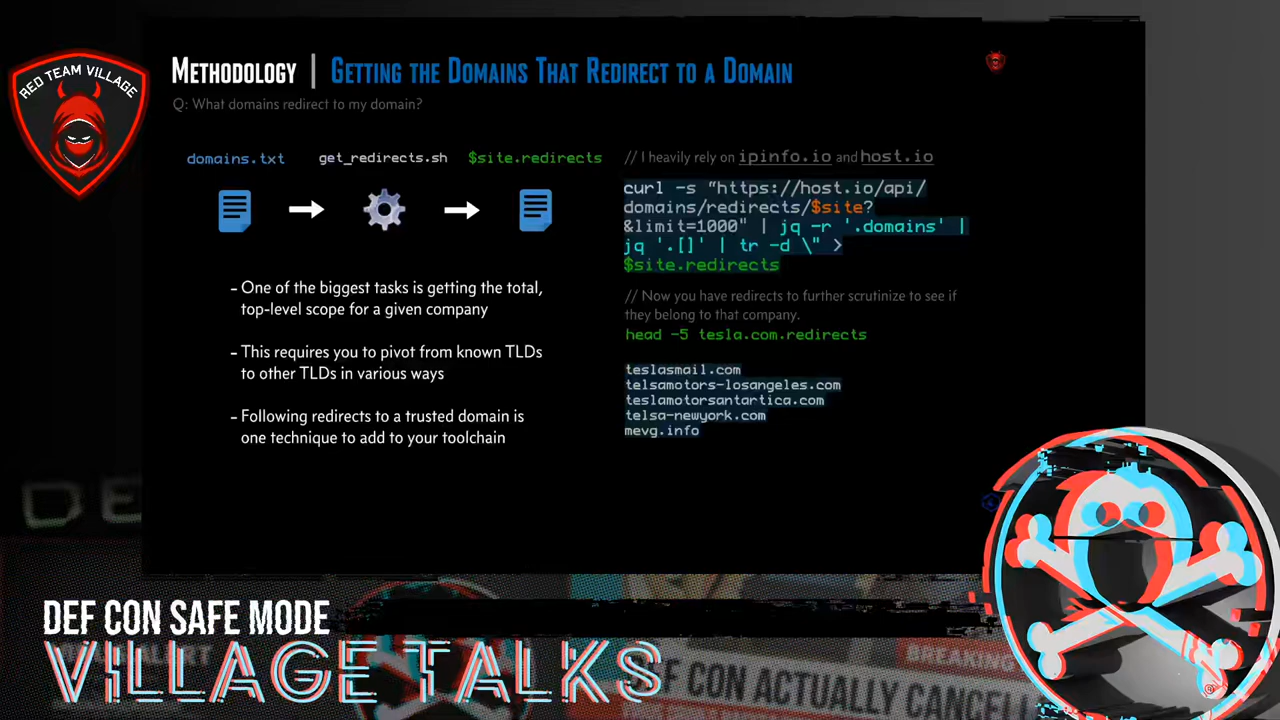 RED TEAM VILLAGE
METHODOLOGY | GETTING THE DOMAINS THAT REDIRECT TO A DOMAIN
Q: What domains redirect to my domain?
domains.txt get_redirects.sh $site.redirects
- One of the biggest tasks is getting the total,
top-level scope for a given company
- This requires you to pivot from known TLDs
to other TLDs in various ways
- Following redirects to a trusted domain is
one technique to add to your toolchain
// I heavily rely on ipinfo.io and host.io
curl -s "https://host.io/api/
domains/redirects/$site?
&limit=1000" | jq -r '.domains' |
jq '.[]' | tr -d \" >
$site.redirects
// Now you have redirects to further scrutinize to see if
they belong to that company.
head -5 tesla.com.redirects
teslasmail.com
telsamotors-losangeles.com
teslamotorsantartica.com
telsa-newyork.com
mevg.info
DE
DEF CON SAFE MODE
VILLAGE TALKS
ALERT
BREAKIN
DEF CON ACTUALLY CANCELL